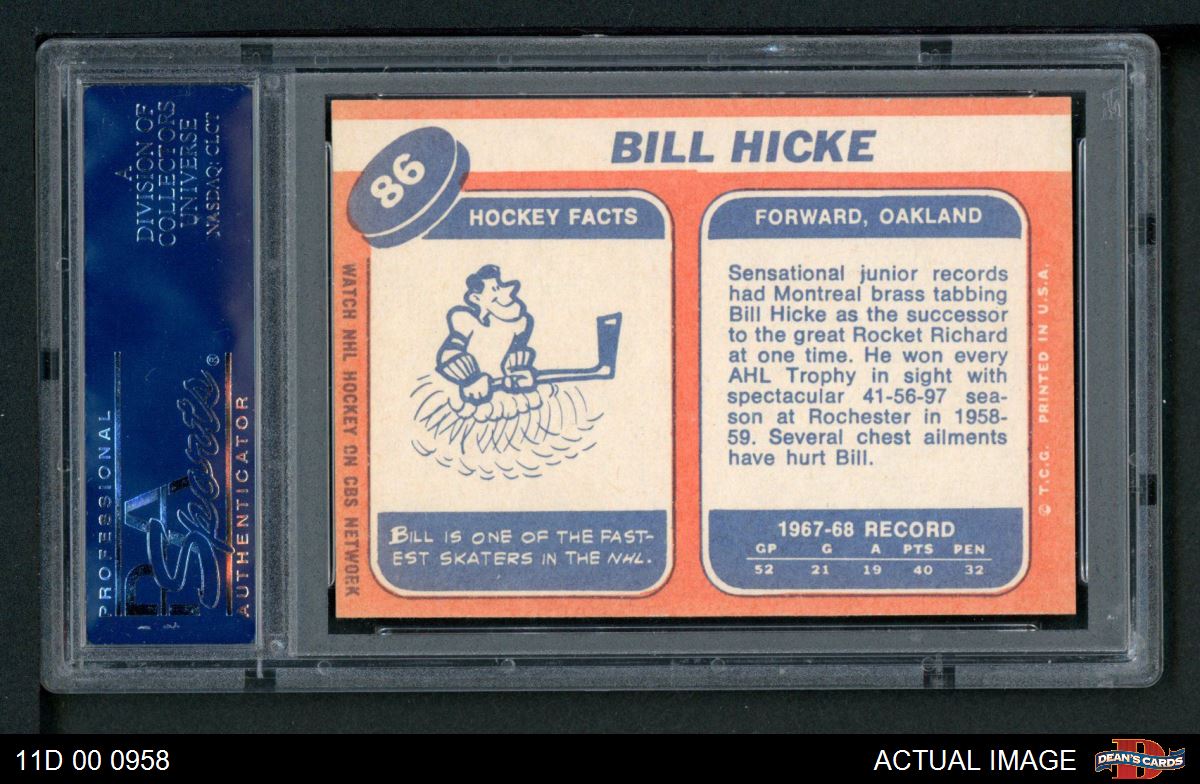 A
DIVISION OF
COLLECTORS
UNIVERSE
NASDAQ: CLCT
PROFESSIONAL
PSA
Sports®
AUTHENTICATOR
86
BILL HICKE
HOCKEY FACTS
WATCH NHL HOCKEY ON CBS NETWORK
BILL IS ONE OF THE FAST-
EST SKATERS IN THE NHL.
FORWARD, OAKLAND
Sensational junior records
had Montreal brass tabbing
Bill Hicke as the successor
to the great Rocket Richard
at one time. He won every
AHL Trophy in sight with
spectacular 41-56-97 sea-
son at Rochester in 1958-
59. Several chest ailments
have hurt Bill.
1967-68 RECORD
GP G A PTS PEN
52 21 19 40 32
© T.C.G. PRINTED IN U.S.A.
11D 00 0958
ACTUAL IMAGE
D
DEAN'S CARDS